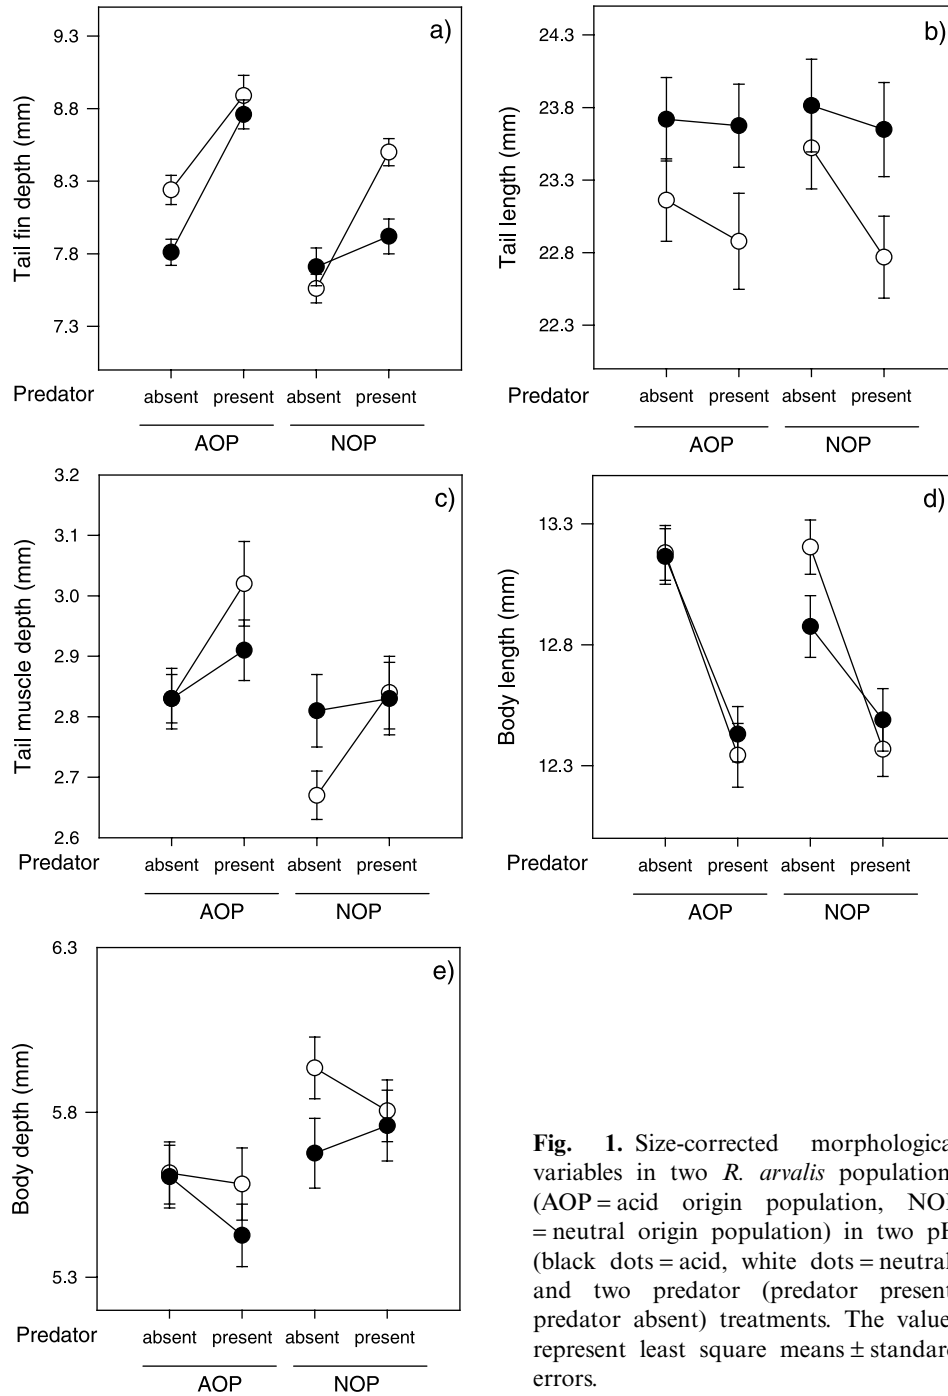 a)
9.3
8.8
8.3
7.8
7.3
Tail fin depth (mm)
Predator
absent present absent present
AOP NOP
b)
24.3
23.8
23.3
22.8
22.3
Tail length (mm)
Predator
absent present absent present
AOP NOP
c)
3.2
3.1
3.0
2.9
2.8
2.7
2.6
Tail muscle depth (mm)
Predator
absent present absent present
AOP NOP
d)
13.3
12.8
12.3
Body length (mm)
Predator
absent present absent present
AOP NOP
e)
6.3
5.8
5.3
Body depth (mm)
Predator
absent present absent present
AOP NOP
Fig. 1. Size-corrected morphologica
variables in two R. arvalis population
(AOP = acid origin population, NOP
= neutral origin population) in two pH
(black dots = acid, white dots = neutral
and two predator (predator present
predator absent) treatments. The value
represent least square means ± standard
errors.